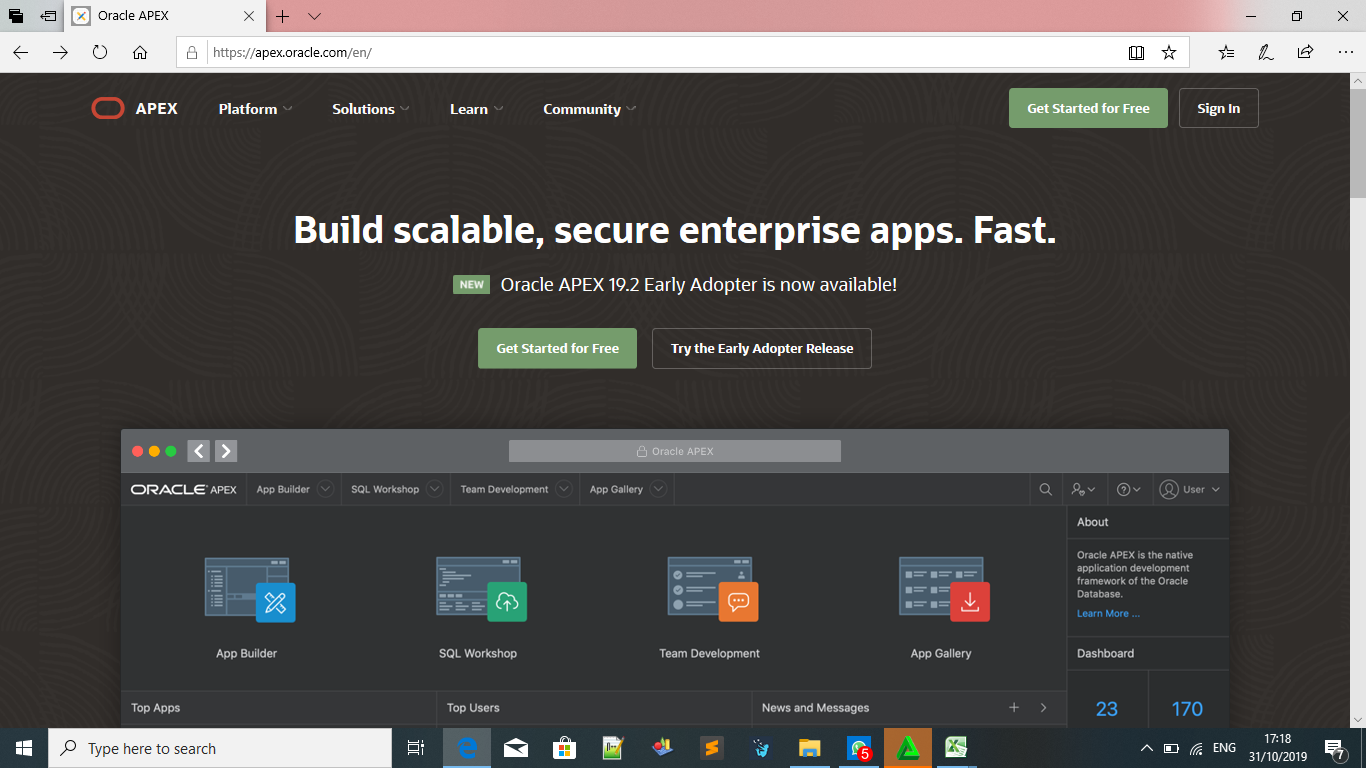 Oracle APEX
https://apex.oracle.com/en/
APEX
Platform
Solutions
Learn
Community
Get Started for Free
Sign In
Build scalable, secure enterprise apps. Fast.
NEW Oracle APEX 19.2 Early Adopter is now available!
Get Started for Free
Try the Early Adopter Release
Oracle APEX
ORACLE APEX
App Builder
SQL Workshop
Team Development
App Gallery
User
About
Oracle APEX is the native
application development
framework of the Oracle
Database.
Learn More ...
App Builder
SQL Workshop
Team Development
App Gallery
Dashboard
Top Apps
Top Users
News and Messages
23
170
Type here to search
5
ENG
17:18
31/10/2019
7